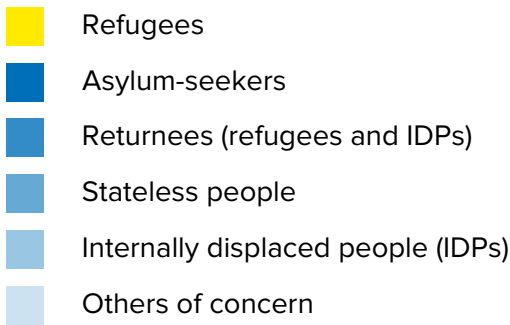 Refugees
Asylum-seekers
Returnees (refugees and IDPs)
Stateless people
Internally displaced people (IDPs)
Others of concern